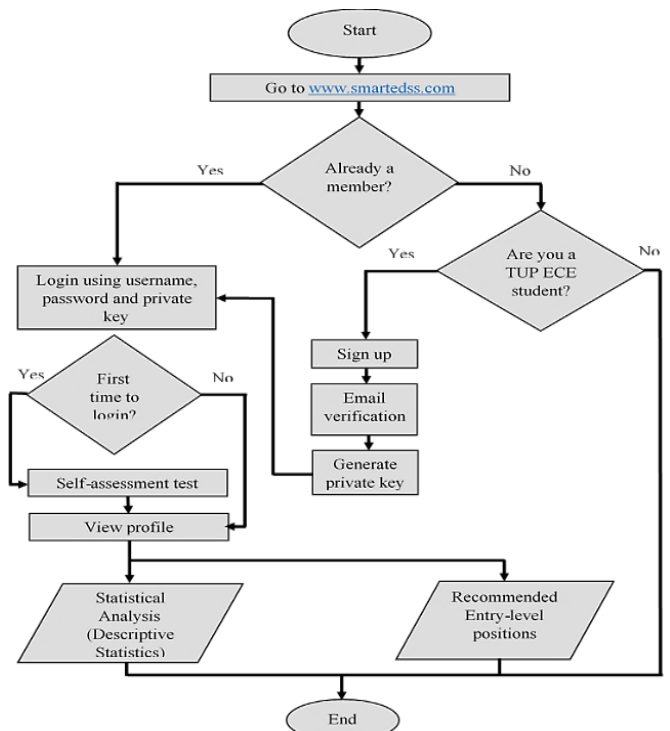 Start
Go to www.smartedss.com
Already a
member?
Yes
No
Are you a
TUP ECE
student?
Yes
No
Login using username,
password and private
key
Sign up
Email
verification
Generate
private key
First
time to
login?
Yes
No
Self-assessment test
View profile
Statistical
Analysis
(Descriptive
Statistics)
Recommended
Entry-level
positions
End